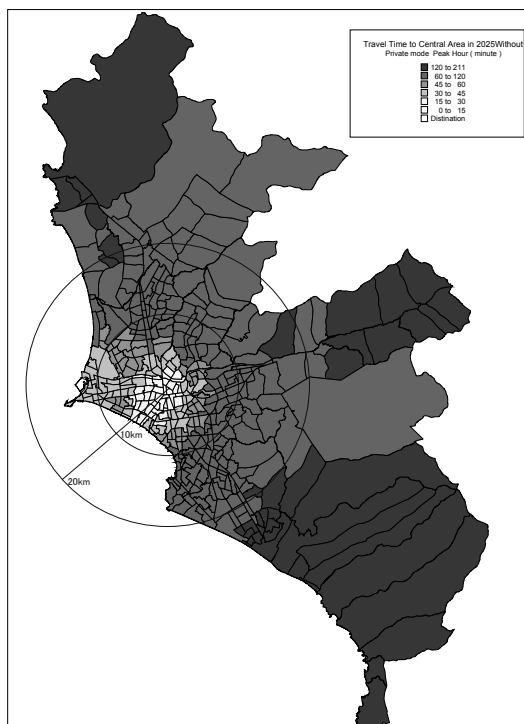 Travel Time to Central Area in 2025Without
Private mode Peak Hour ( minute )
120 to 211
60 to 120
45 to 60
30 to 45
15 to 30
0 to 15
Distination
10km
20km